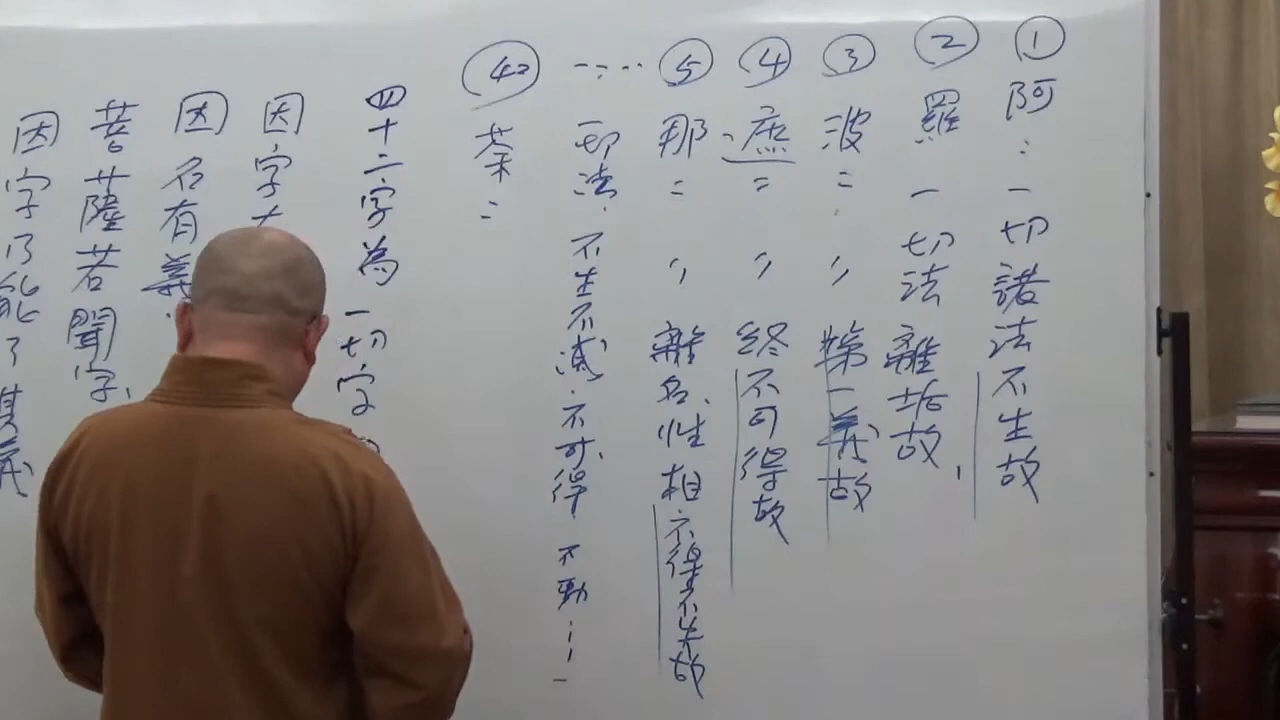 ① 阿：一切諸法不生故
② 羅 一切法離垢故，
③ 波＝ 〃 第一義故
④ 、遮＝ 〃 終不可得故
⑤ 那＝ 〃 離名、性相不得不失故
…… 一切法．不生不滅．不可得．不動……
㊷ 荼＝
四十二字為一切字
因字
因名有義．
菩薩若聞字、
因字乃能了其義